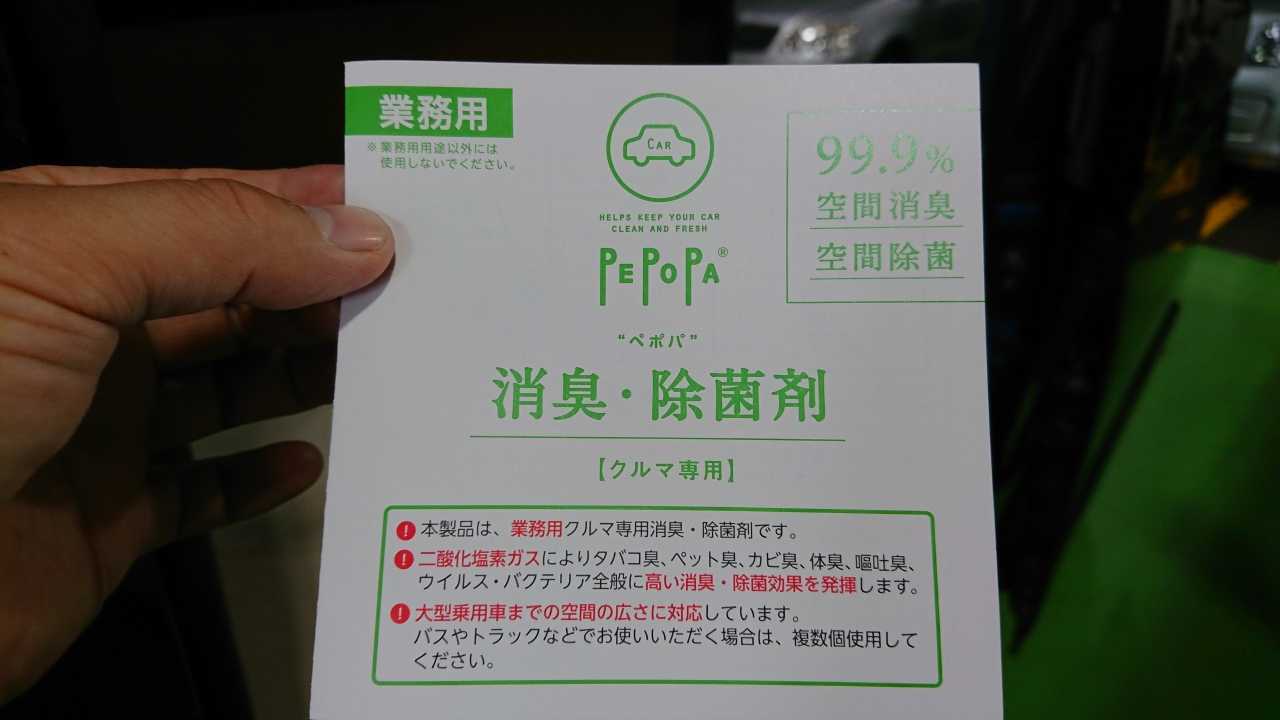 業務用
※業務用用途以外には
使用しないでください。
CAR
HELPS KEEP YOUR CAR
CLEAN AND FRESH
PEPOPA®
“ペポパ”
99.9%
空間消臭
空間除菌
消臭・除菌剤
【クルマ専用】
! 本製品は、業務用クルマ専用消臭・除菌剤です。
! 二酸化塩素ガスによりタバコ臭、ペット臭、カビ臭、体臭、嘔吐臭、
ウイルス・バクテリア全般に高い消臭・除菌効果を発揮します。
! 大型乗用車までの空間の広さに対応しています。
バスやトラックなどでお使いいただく場合は、複数個使用して
ください。